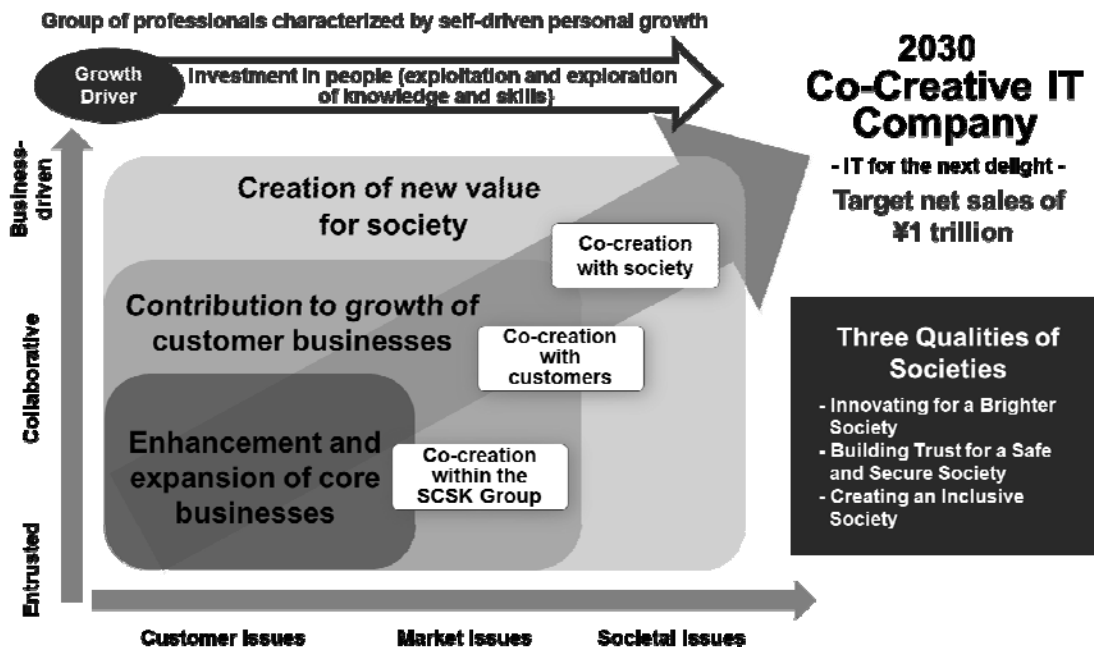 Group of professionals characterized by self-driven personal growth
Growth
Driver
Investment in people (exploitation and exploration
of knowledge and skills)
2030
Co-Creative IT
Company
- IT for the next delight -
Target net sales of
¥1 trillion
Business-
driven
Collaborative
Entrusted
Creation of new value
for society
Co-creation
with society
Contribution to growth of
customer businesses
Co-creation
with
customers
Enhancement and
expansion of core
businesses
Co-creation
within the
SCSK Group
Three Qualities of
Societies
- Innovating for a Brighter
Society
- Building Trust for a Safe
and Secure Society
- Creating an Inclusive
Society
Customer Issues
Market Issues
Societal Issues